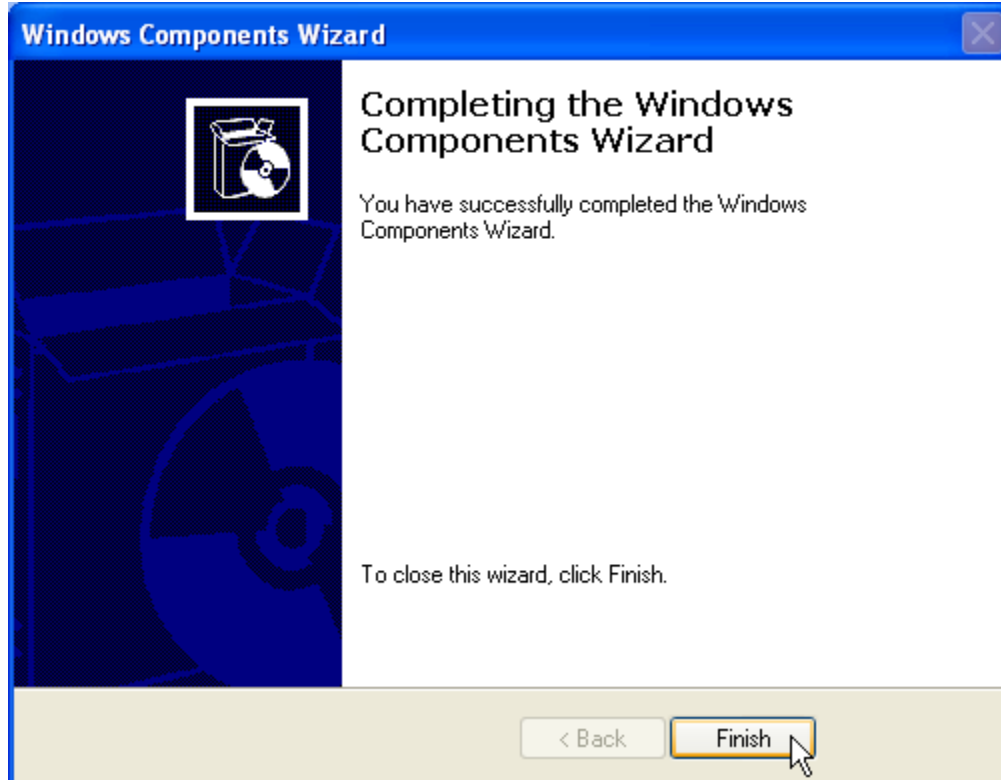 Windows Components Wizard
Completing the Windows
Components Wizard
You have successfully completed the Windows
Components Wizard.
To close this wizard, click Finish.
< Back
Finish